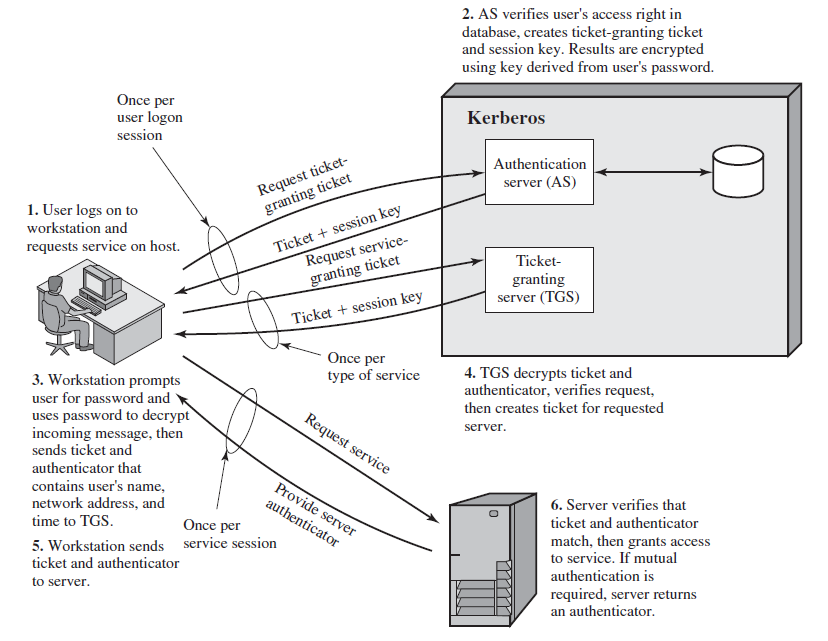 2. AS verifies user's access right in
database, creates ticket-granting ticket
and session key. Results are encrypted
using key derived from user's password.
Once per
user logon
session
Kerberos
Authentication
server (AS)
Request ticket-
granting ticket
1. User logs on to
workstation and
requests service on host.
Ticket + session key
Request service-
granting ticket
Ticket-
granting
server (TGS)
Ticket + session key
Once per
type of service
3. Workstation prompts
user for password and
uses password to decrypt
incoming message, then
sends ticket and
authenticator that
contains user's name,
network address, and
time to TGS.
4. TGS decrypts ticket and
authenticator, verifies request,
then creates ticket for requested
server.
Request service
Provide server
authenticator
Once per
service session
5. Workstation sends
ticket and authenticator
to server.
6. Server verifies that
ticket and authenticator
match, then grants access
to service. If mutual
authentication is
required, server returns
an authenticator.